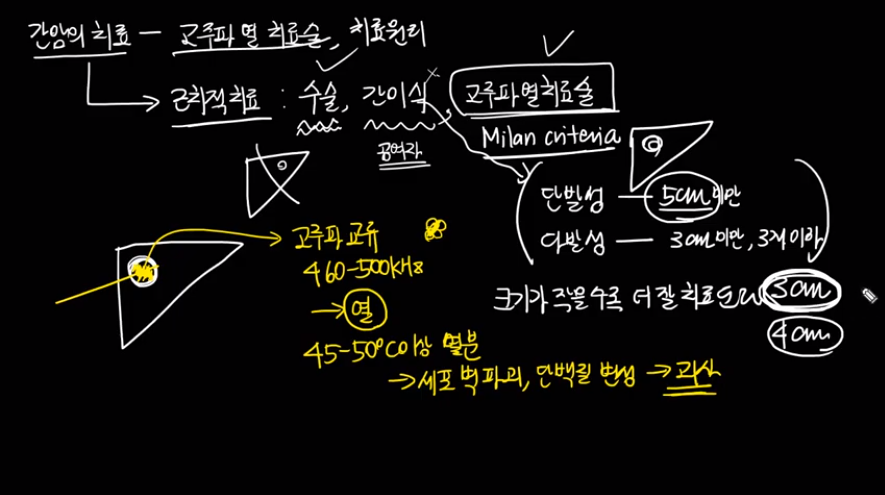 간암의 치료 - 고주파 열 치료술, 치료원리
근치적치료 : 수술, 간이식, 고주파열치료술
공여자
Milan criteria
단발성 - 5cm 미만
다발성 - 3cm 미만, 3개 이하
고주파 교류
460-500kHz
→ 열
크기가 작을수록 더 잘 치료 3cm
4cm
45-50°C 이상 몇분
→ 세포 벽 파괴, 단백질 변성 → 괴사